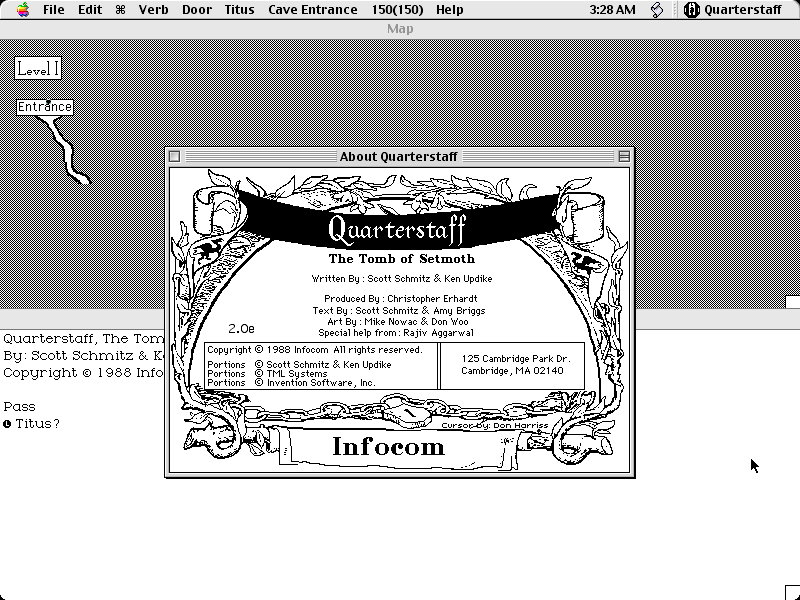 File Edit ⌘ Verb Door Titus Cave Entrance 150(150) Help 3:28 AM Quarterstaff
Map
Level 1
Entrance
About Quarterstaff
Quarterstaff
The Tomb of Setmoth
Written By: Scott Schmitz & Ken Updike
Produced By: Christopher Erhardt
Text By: Scott Schmitz & Amy Briggs
Art By: Mike Nowac & Don Woo
Special help from: Rajiv Aggarwal
2.0e
Copyright © 1988 Infocom All rights reserved.
Portions © Scott Schmitz & Ken Updike
Portions © TML Systems
Portions © Invention Software, Inc.
125 Cambridge Park Dr.
Cambridge, MA 02140
Cursor by: Don Harriss
Infocom
Quarterstaff, The Tom
By: Scott Schmitz & K
Copyright © 1988 Info
Pass
Titus?